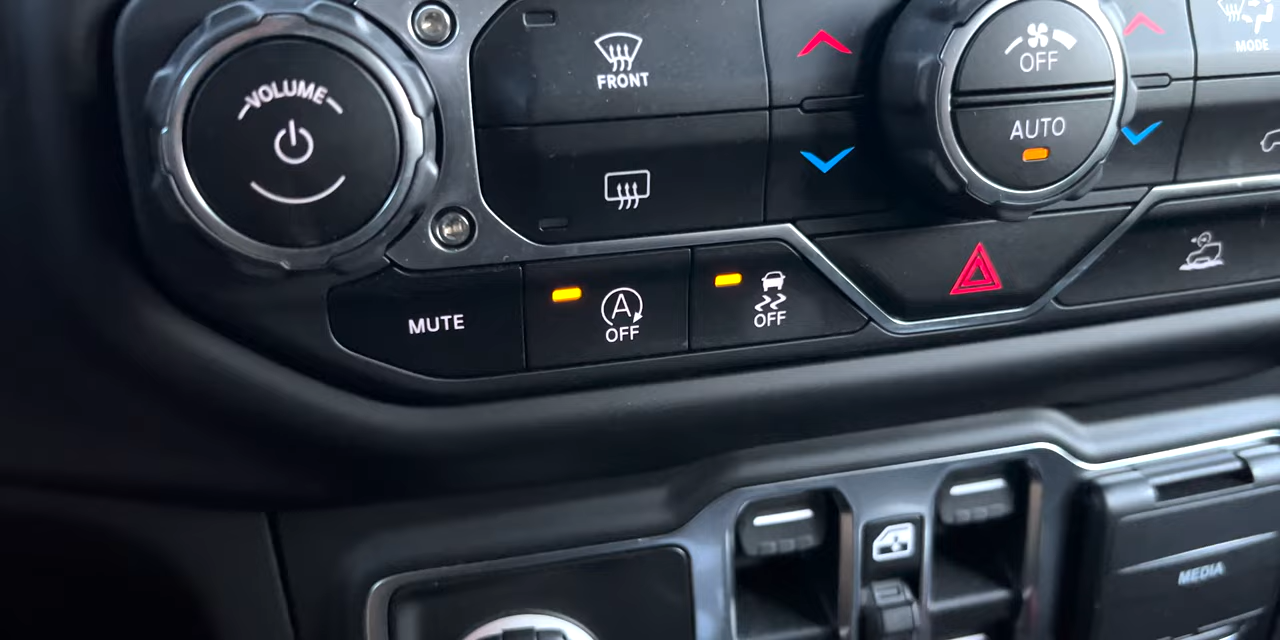 VOLUME
FRONT
OFF
AUTO
MODE
MUTE
A
OFF
OFF
MEDIA